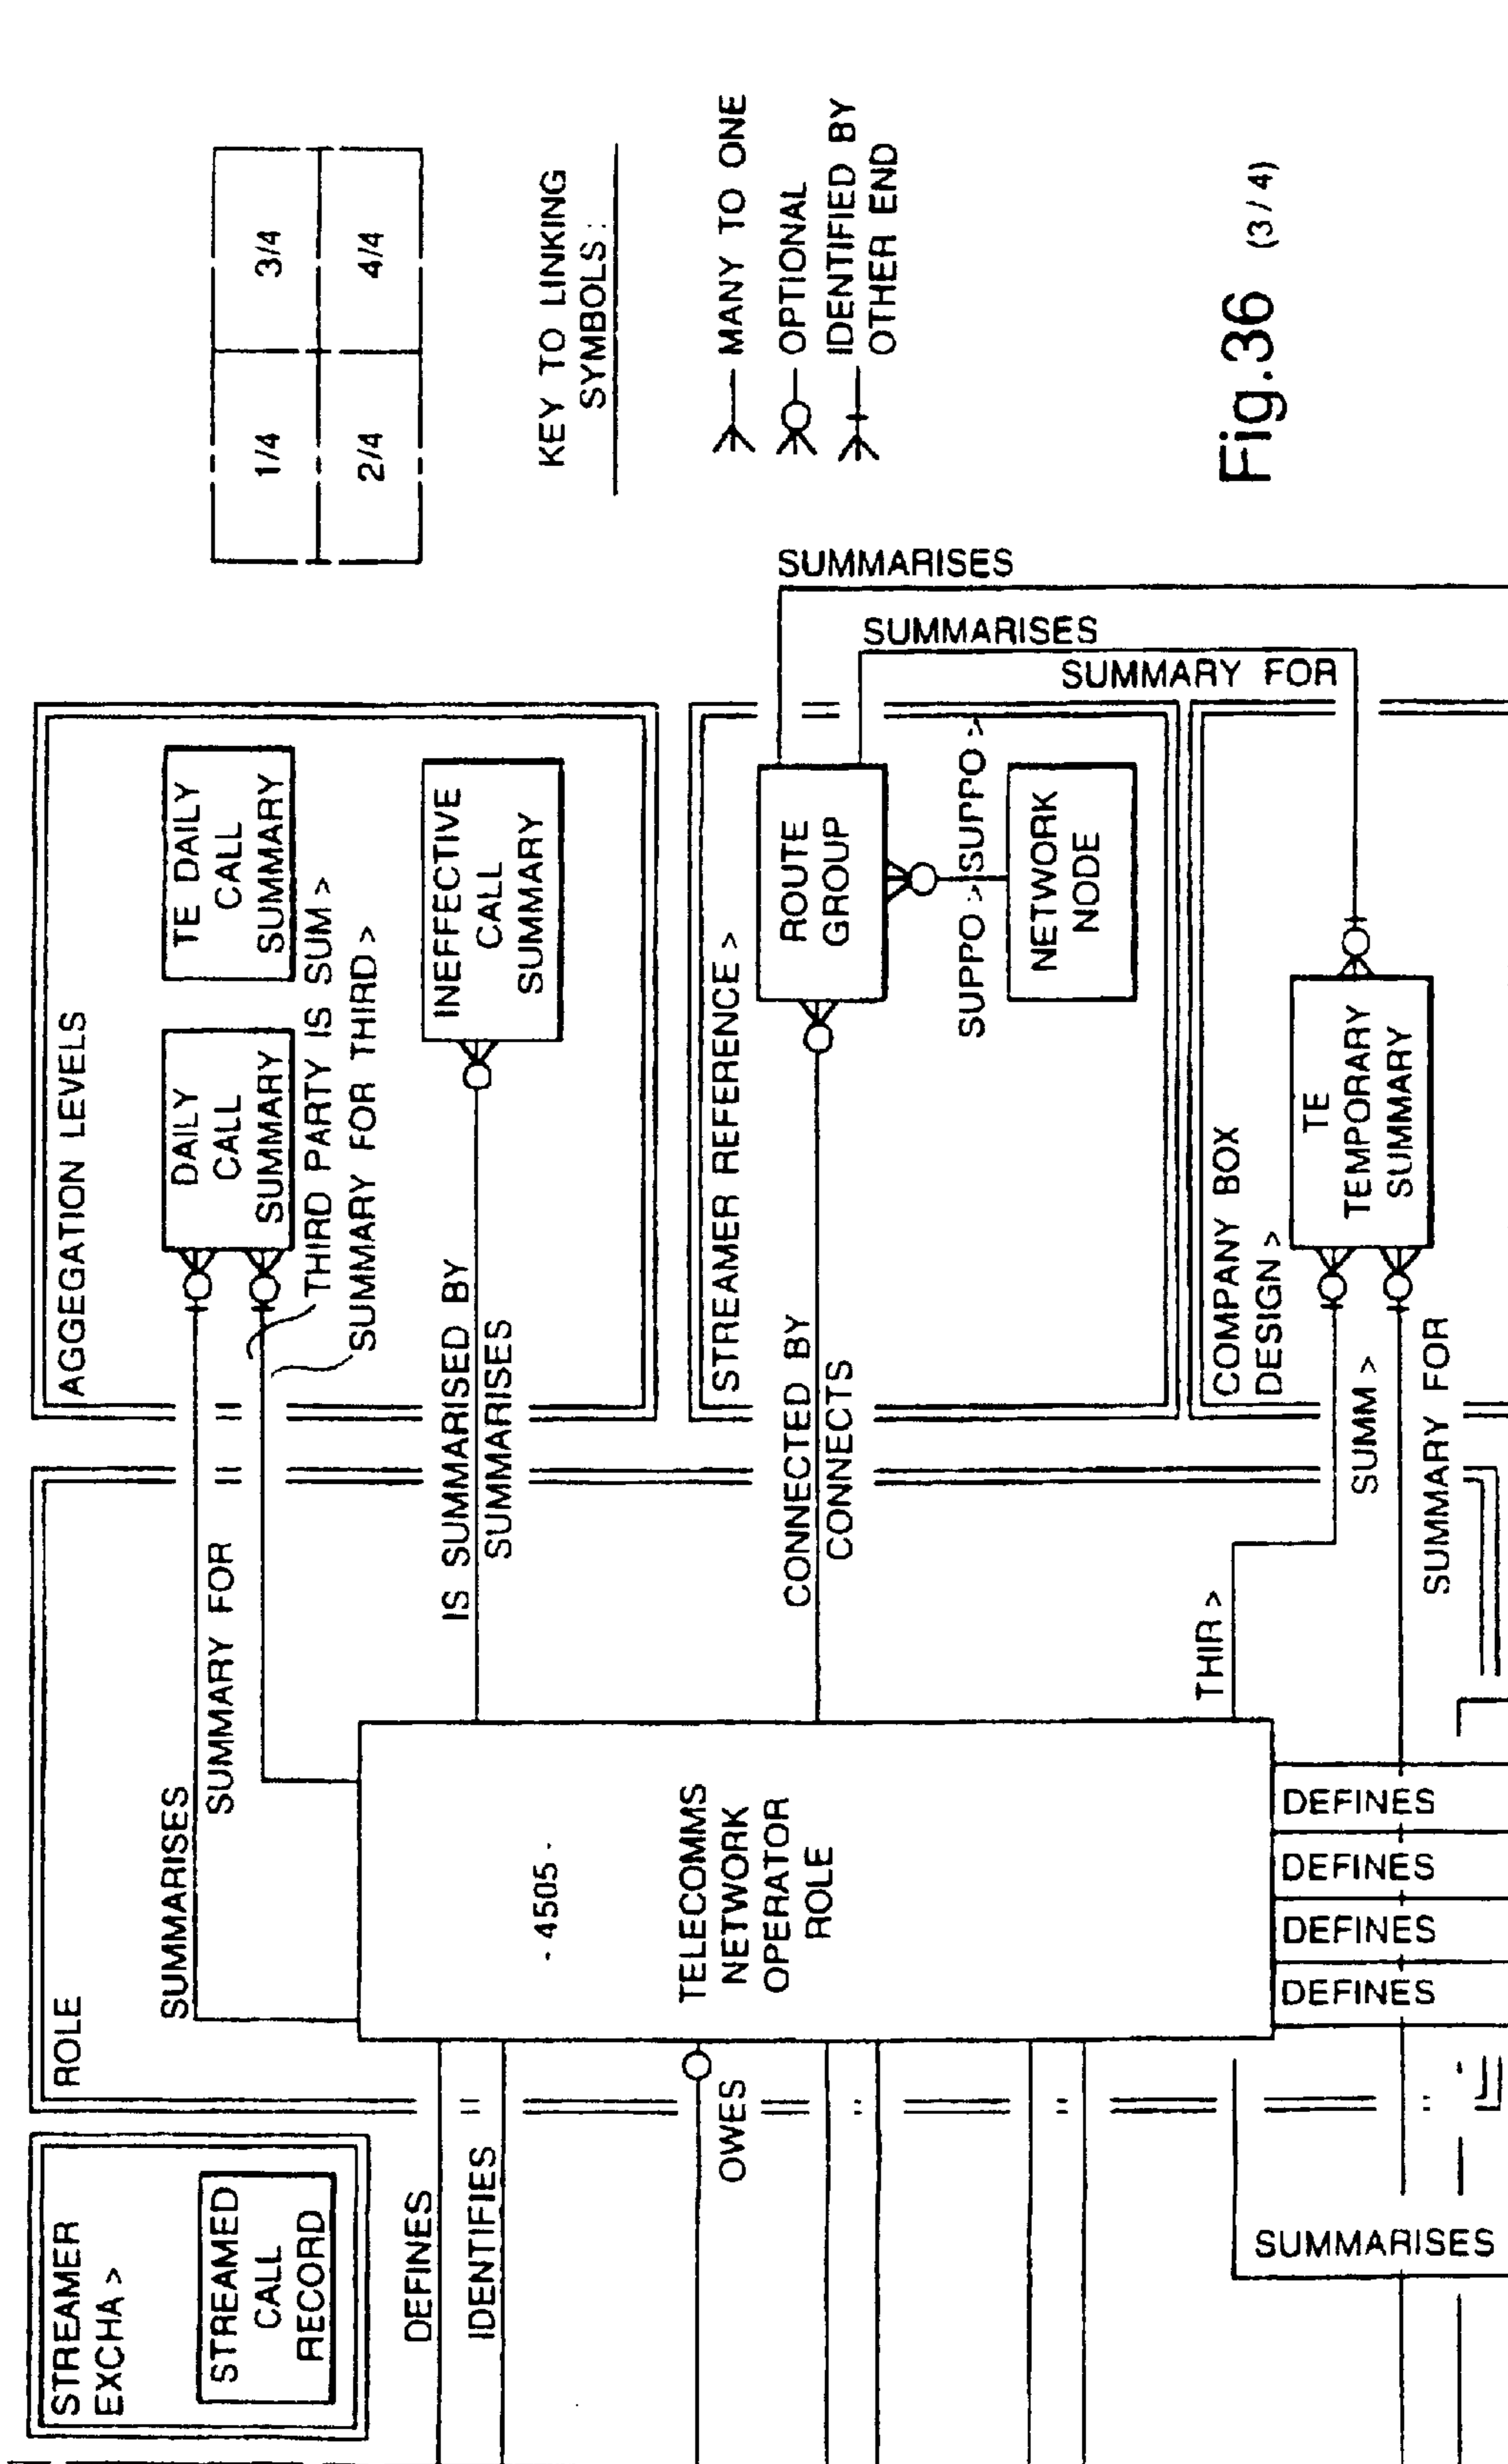 STREAMER
EXCHA >
STREAMED
CALL
RECORD
DEFINES
IDENTIFIES
OWES
SUMMARISES
ROLE
SUMMARISES
SUMMARY FOR
- 4505 -
TELECOMMS
NETWORK
OPERATOR
ROLE
DEFINES
DEFINES
DEFINES
DEFINES
IS SUMMARISED BY
SUMMARISES
CONNECTED BY
CONNECTS
THIR >
SUMM >
SUMMARY FOR
AGGEGATION LEVELS
DAILY
CALL
SUMMARY
TE DAILY
CALL
SUMMARY
THIRD PARTY IS SUM >
SUMMARY FOR THIRD >
INEFFECTIVE
CALL
SUMMARY
STREAMER REFERENCE >
ROUTE
GROUP
SUPPO > SUPPO >
NETWORK
NODE
COMPANY BOX
DESIGN >
TE
TEMPORARY
SUMMARY
SUMMARISES
SUMMARISES
SUMMARY FOR
1/4 3/4
2/4 4/4
KEY TO LINKING
SYMBOLS :
MANY TO ONE
OPTIONAL
IDENTIFIED BY
OTHER END
Fig.36 (3/4)